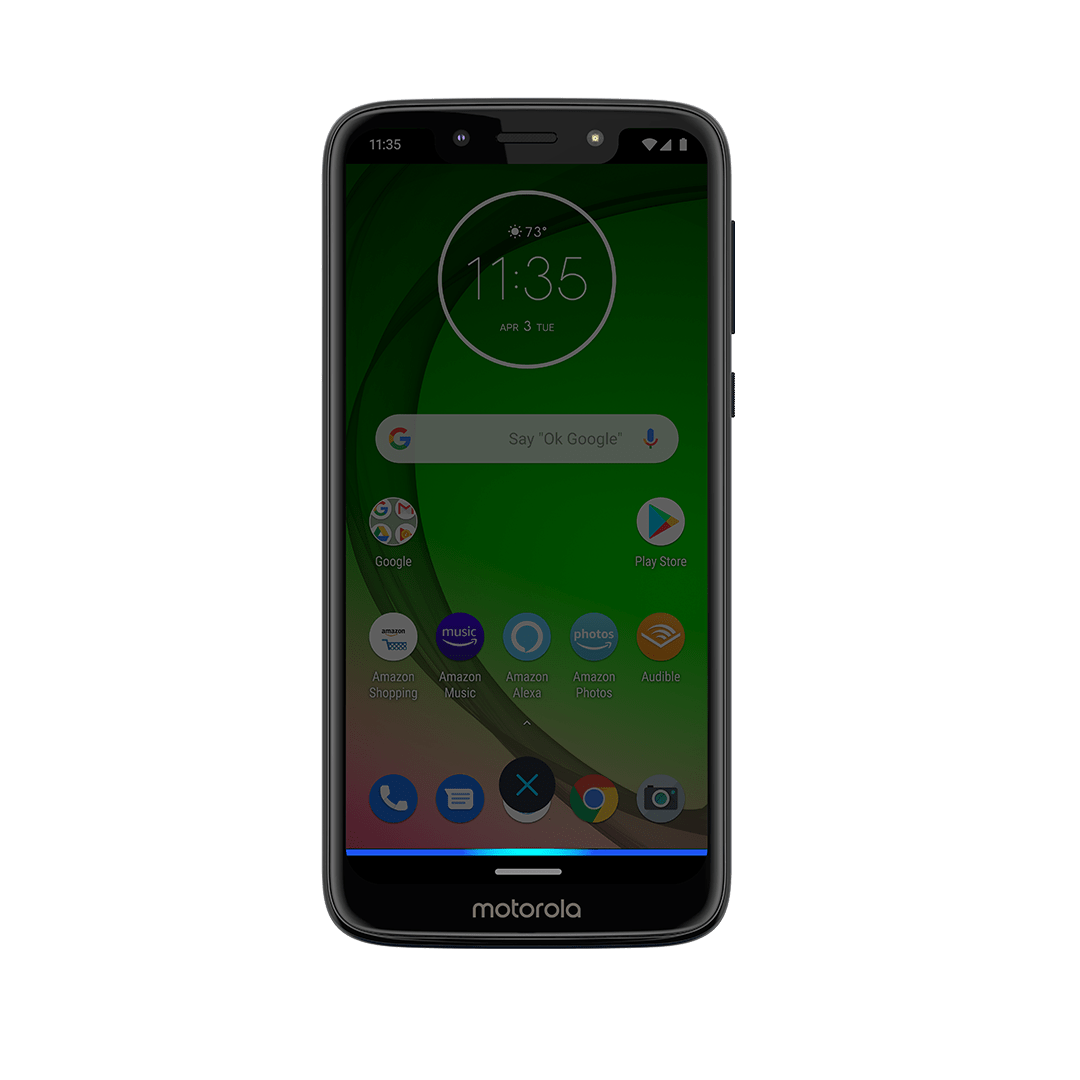 11:35
73°
11:35
APR 3 TUE
Say "Ok Google"
Google
Play Store
amazon
music
photos
Amazon Shopping
Amazon Music
Amazon Alexa
Amazon Photos
Audible
motorola